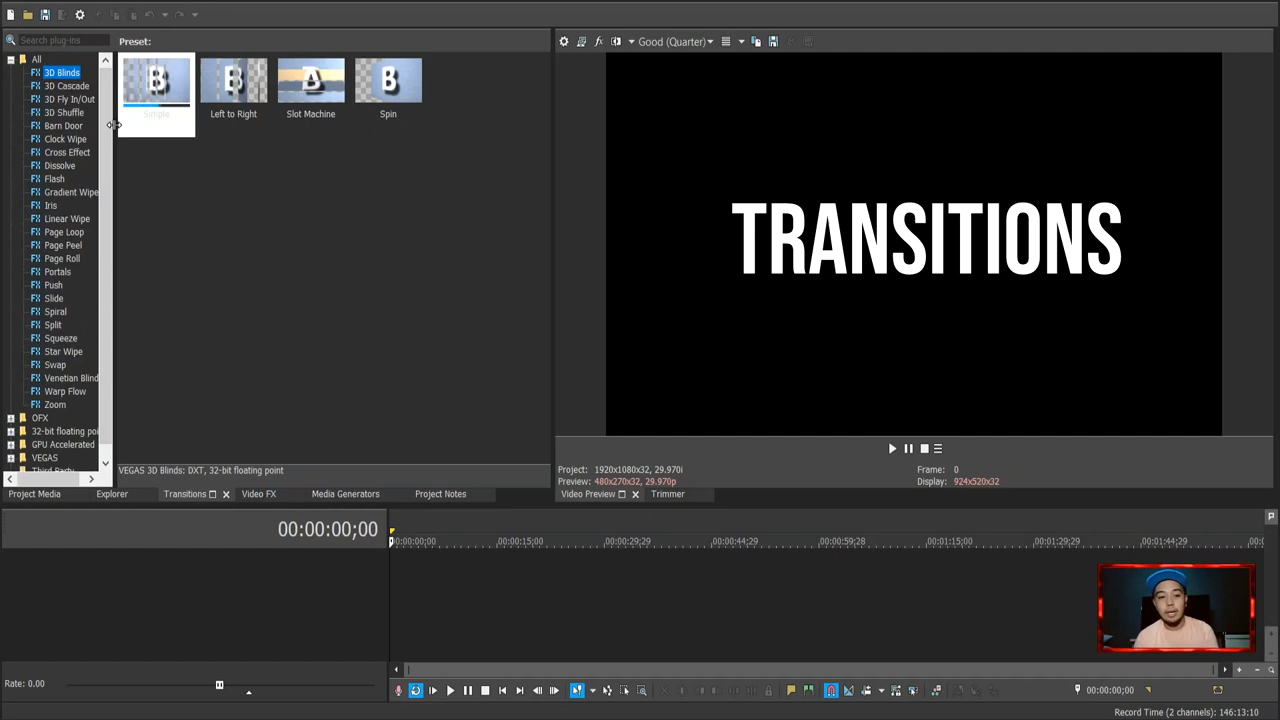 Search plug-ins
Preset:
Good (Quarter)
All
3D Blinds
3D Cascade
3D Fly In/Out
3D Shuffle
Barn Door
Clock Wipe
Cross Effect
Dissolve
Flash
Gradient Wipe
Iris
Linear Wipe
Page Loop
Page Peel
Page Roll
Portals
Push
Slide
Spiral
Split
Squeeze
Star Wipe
Swap
Venetian Blind
Warp Flow
Zoom
OFX
32-bit floating poi
GPU Accelerated
VEGAS
Third Party
Simple
Left to Right
Slot Machine
Spin
TRANSITIONS
VEGAS 3D Blinds: DXT, 32-bit floating point
Project: 1920x1080x32, 29.970i
Preview: 480x270x32, 29.970p
Frame: 0
Display: 924x520x32
Project Media
Explorer
Transitions
Video FX
Media Generators
Project Notes
Video Preview
Trimmer
00:00:00;00
00:00:00;00 00:00:15;00 00:00:29;29 00:00:44;29 00:00:59;28 00:01:15;00 00:01:29;29 00:01:44;29 00:0
Rate: 0.00
00:00:00;00
Record Time (2 channels): 146:13:10